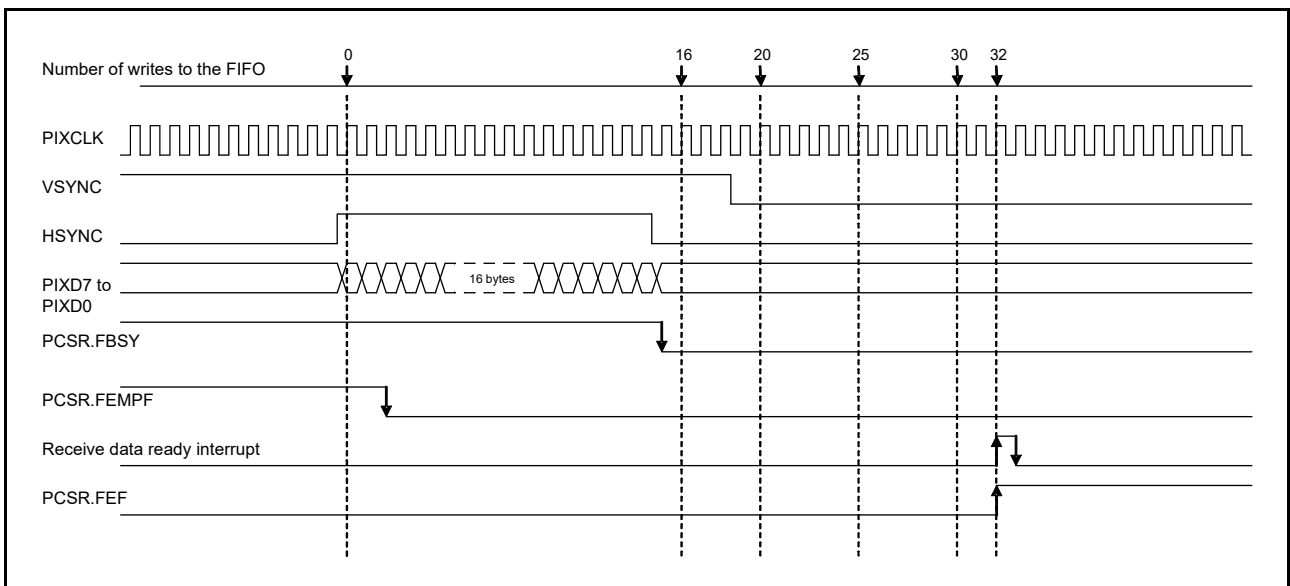 0 16 20 25 30 32
Number of writes to the FIFO
PIXCLK
VSYNC
HSYNC
PIXD7 to
PIXD0
16 bytes
PCSR.FBSY
PCSR.FEMPF
Receive data ready interrupt
PCSR.FEF